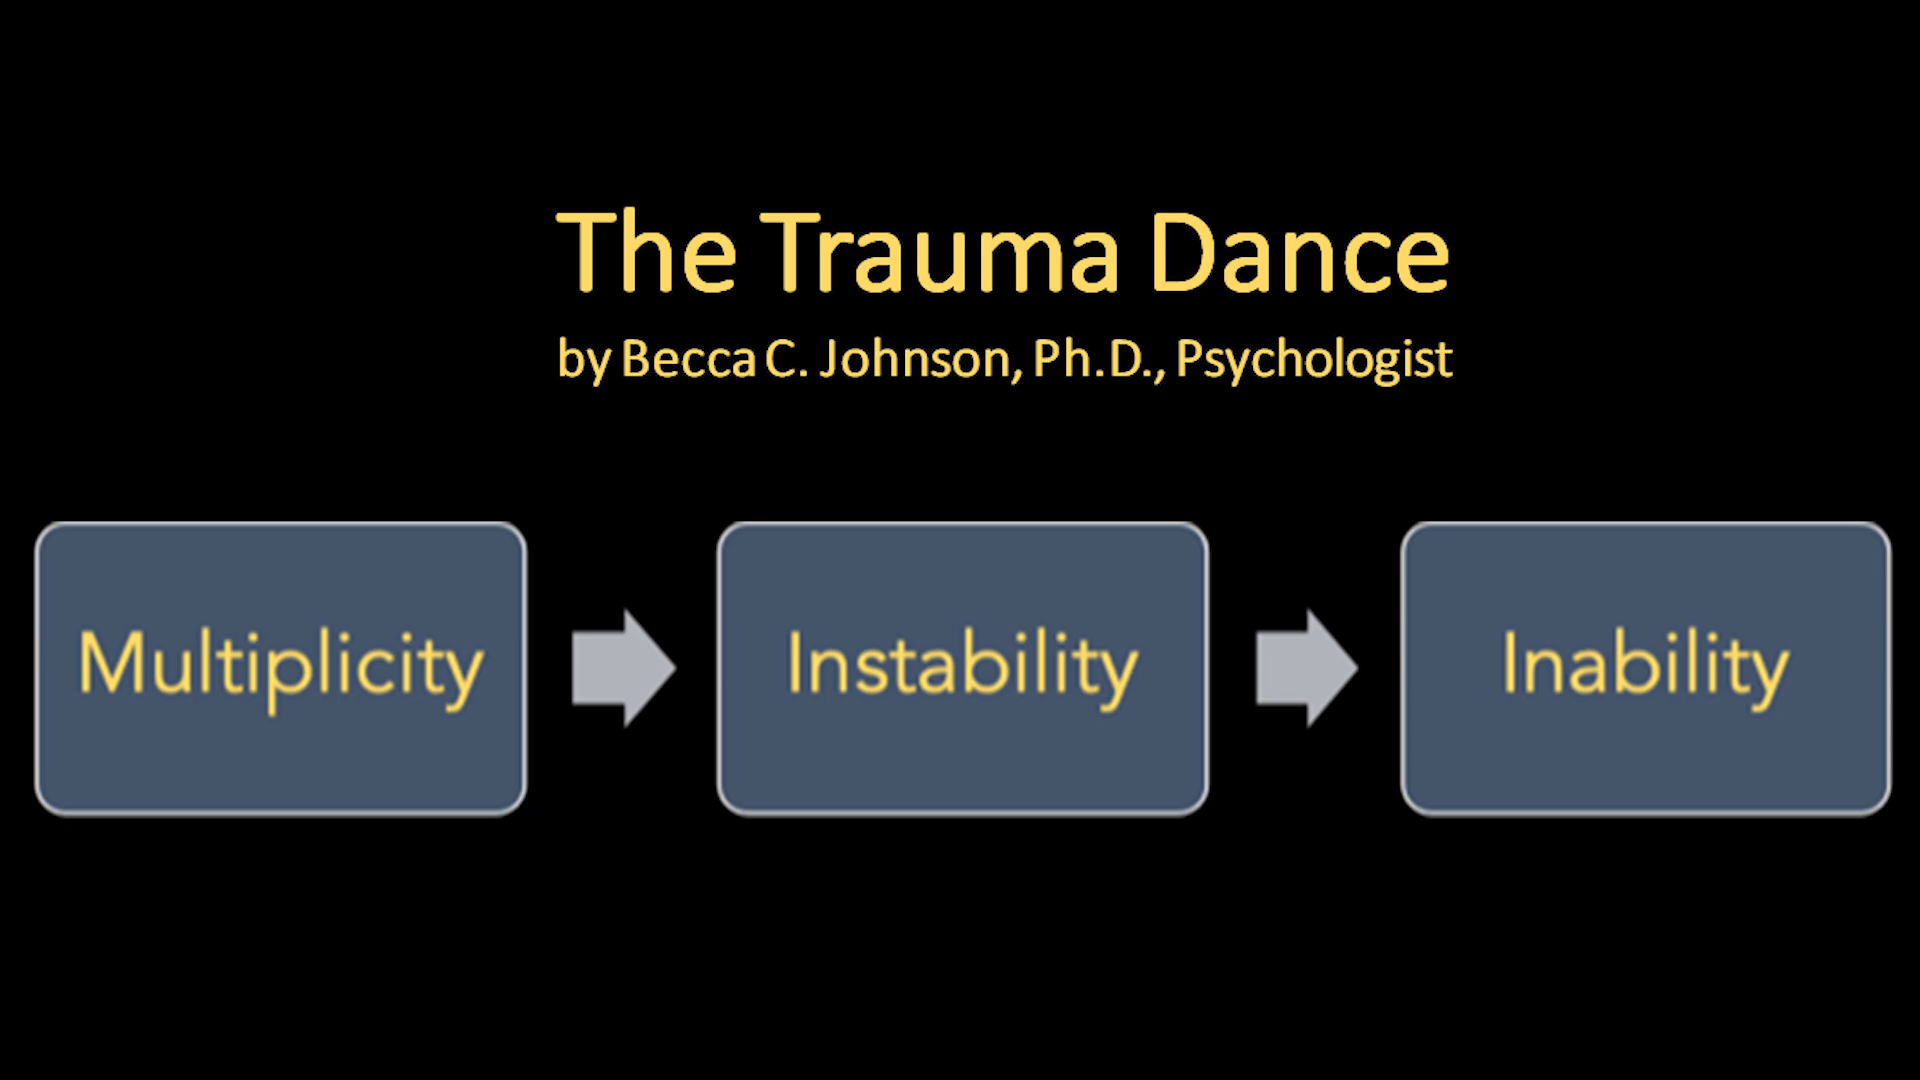 The Trauma Dance
by Becca C. Johnson, Ph.D., Psychologist
Multiplicity
Instability
Inability